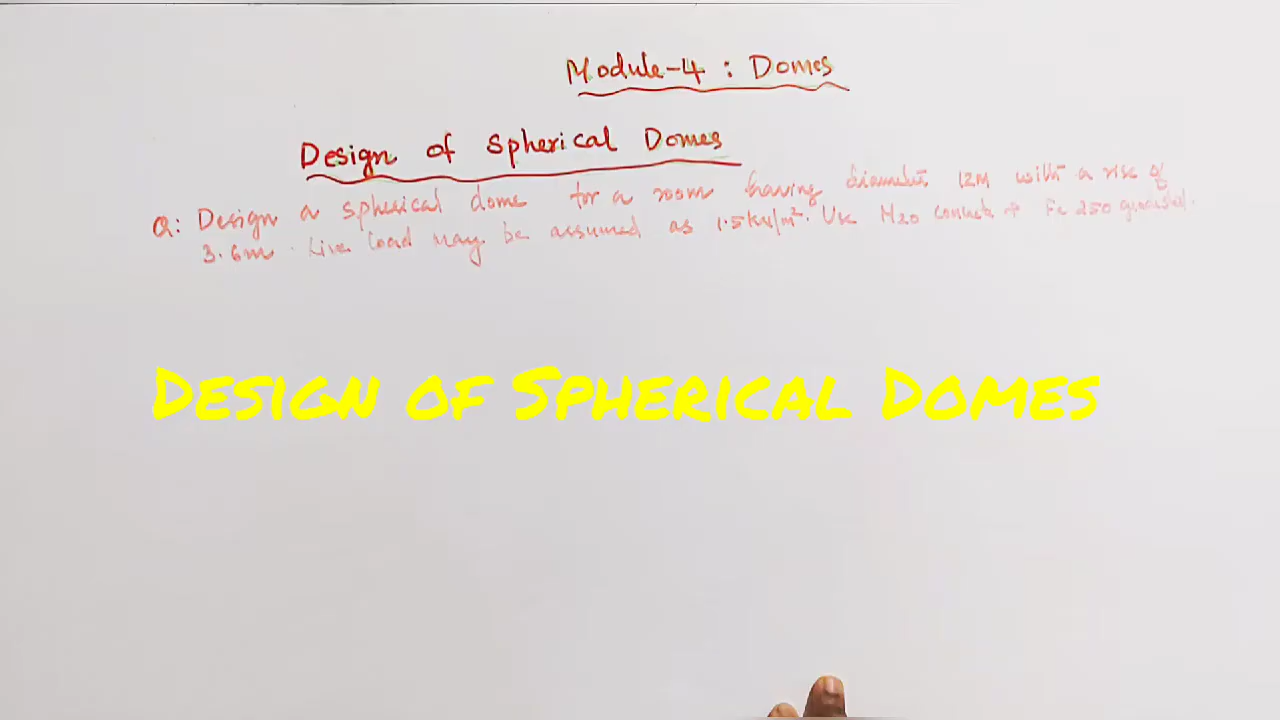 Module-4 : Domes
Design of Spherical Domes
Q: Design a spherical dome for a room having diameter 12M with a rise of
3.6m. Live load may be assumed as 1.5kN/m². Use M20 concrete & Fe 250 grade steel.
Design of Spherical Domes